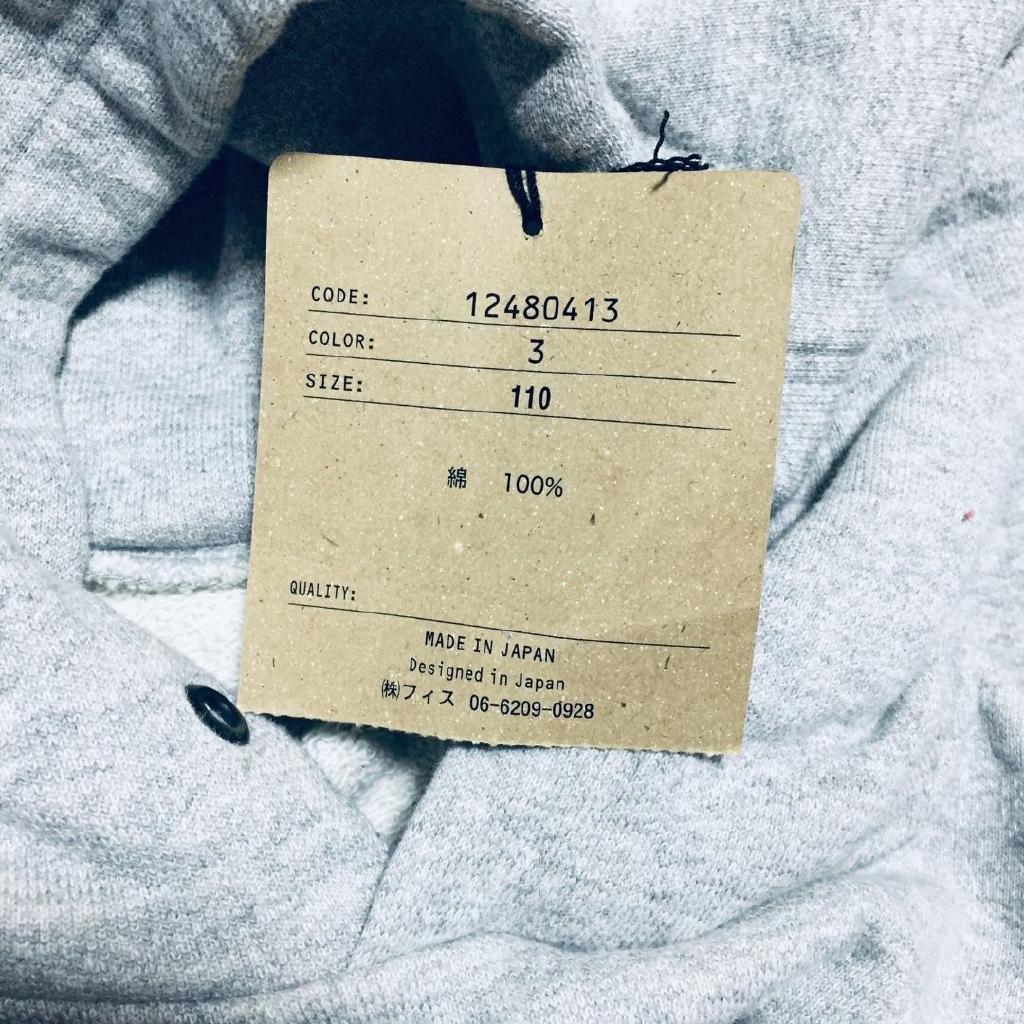 CODE: 12480413
COLOR: 3
SIZE: 110
綿 100%
QUALITY:
MADE IN JAPAN
Designed in Japan
㈱フィス 06-6209-0928